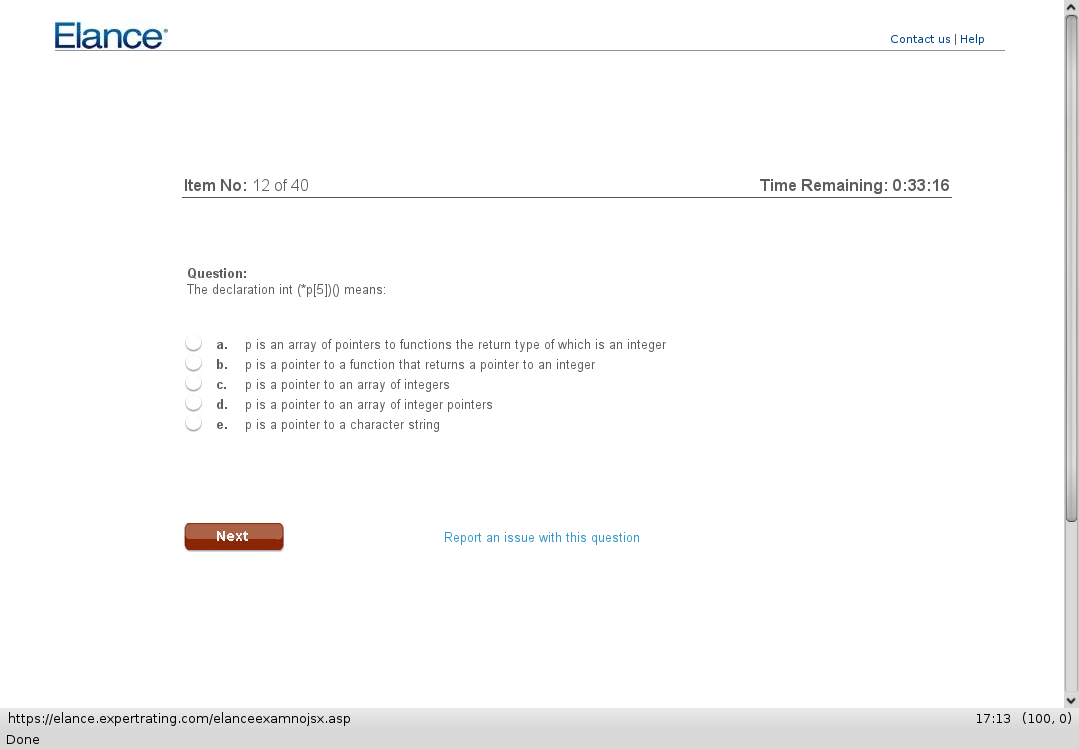 Elance
Contact us | Help
Item No: 12 of 40
Time Remaining: 0:33:16
Question:
The declaration int (*p[5])() means:
a. p is an array of pointers to functions the return type of which is an integer
b. p is a pointer to a function that returns a pointer to an integer
c. p is a pointer to an array of integers
d. p is a pointer to an array of integer pointers
e. p is a pointer to a character string
Next
Report an issue with this question
https://elance.expertrating.com/elanceexamnojsx.asp
17:13 (100, 0)
Done